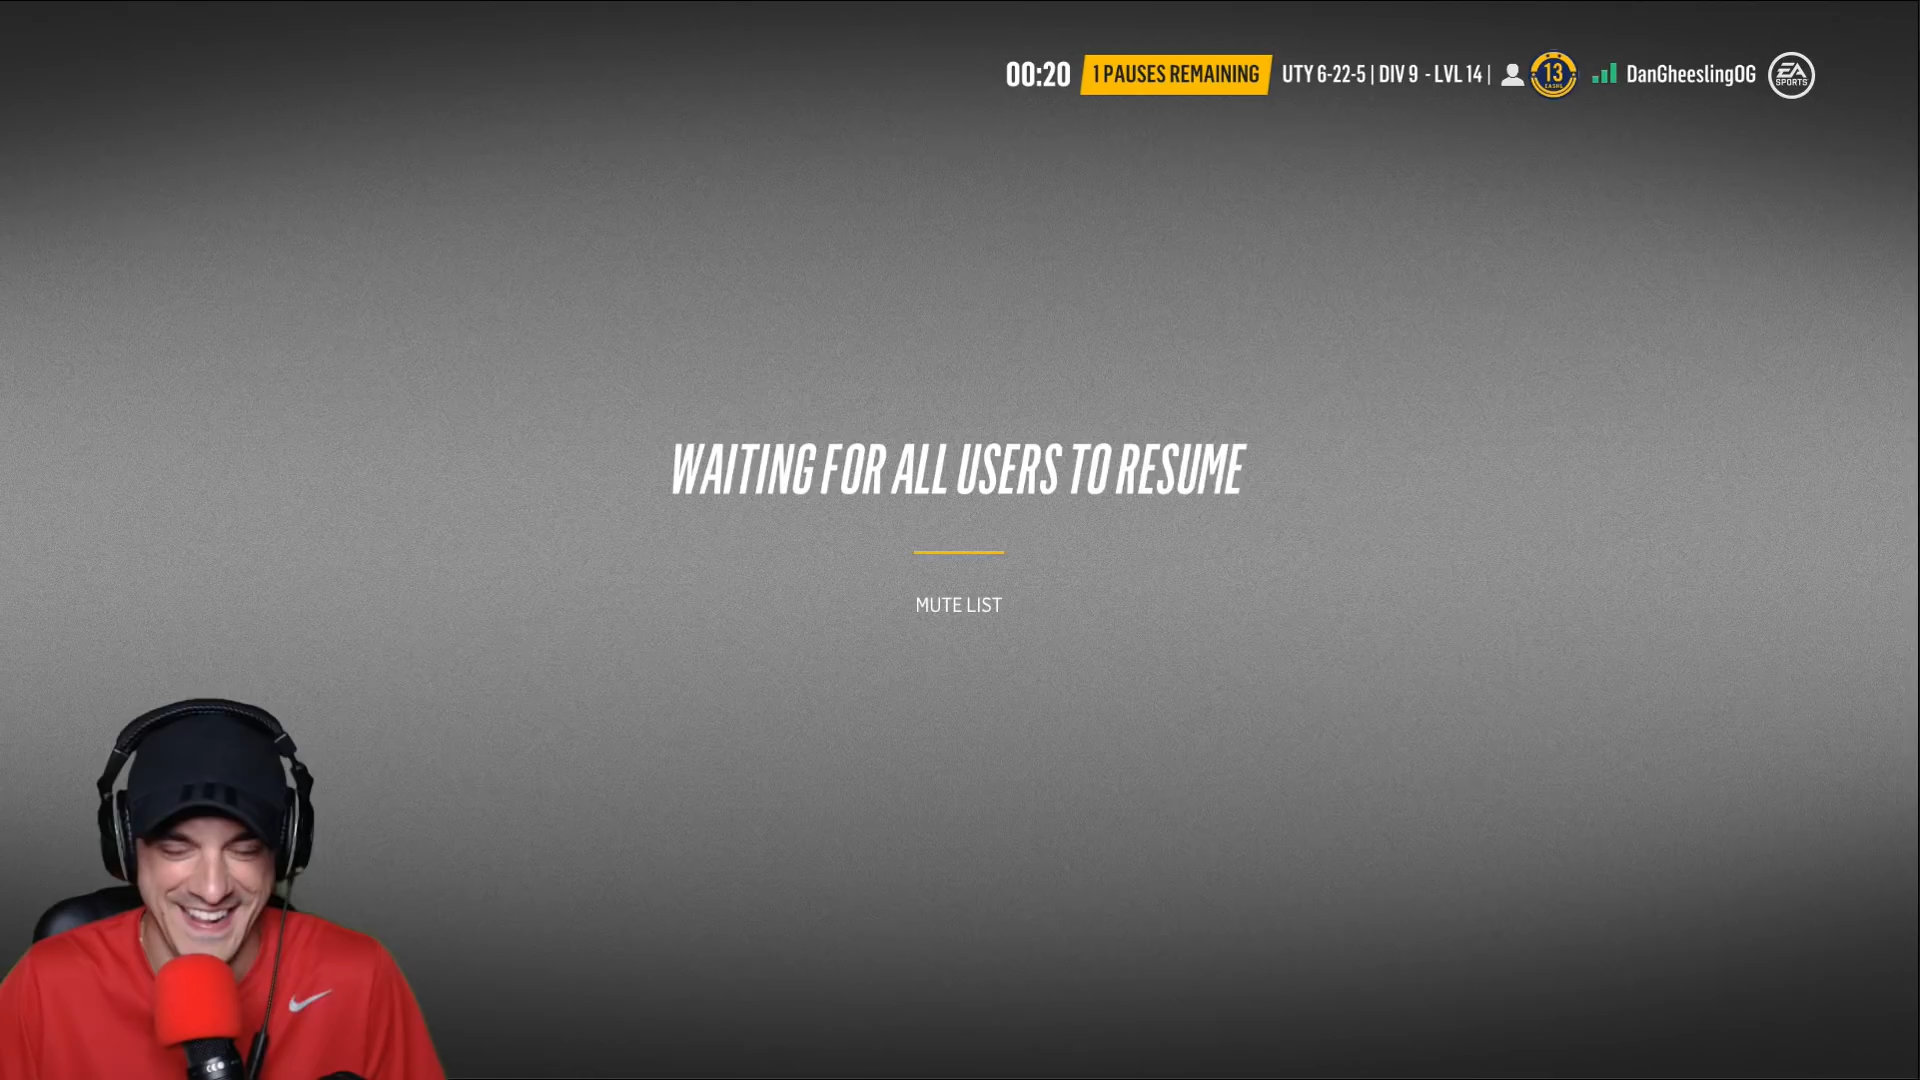 00:20 1 PAUSES REMAINING UTY 6-22-5 | DIV 9 - LVL 14 | 13 DanGheeslingOG EA SPORTS
WAITING FOR ALL USERS TO RESUME
MUTE LIST